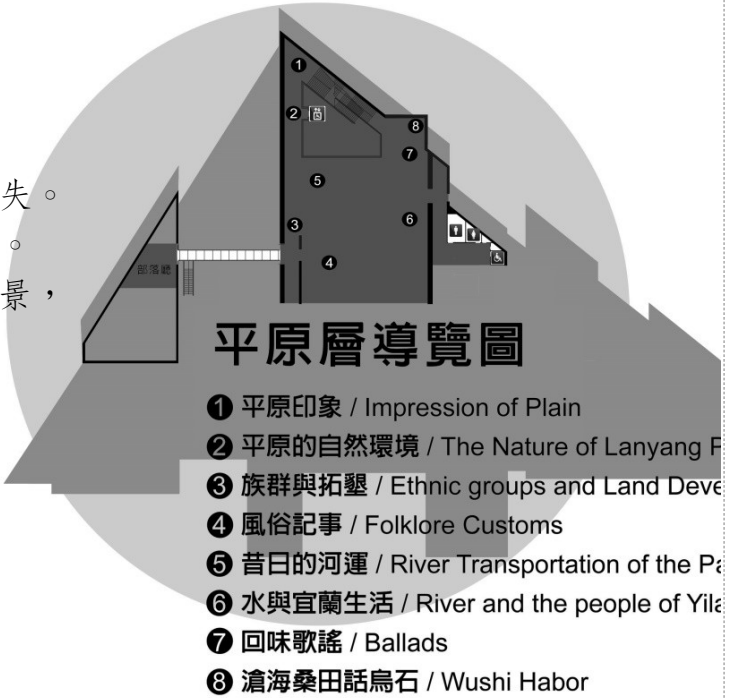 失。
。
景，
1
2
8
7
5
3
6
4
部落廳
平原層導覽圖
❶ 平原印象 / Impression of Plain
❷ 平原的自然環境 / The Nature of Lanyang
❸ 族群與拓墾 / Ethnic groups and Land
❹ 風俗記事 / Folklore Customs
❺ 昔日的河運 / River Transportation of the
❻ 水與宜蘭生活 / River and the people of
❼ 回味歌謠 / Ballads
❽ 滄海桑田話烏石 / Wushi Habor